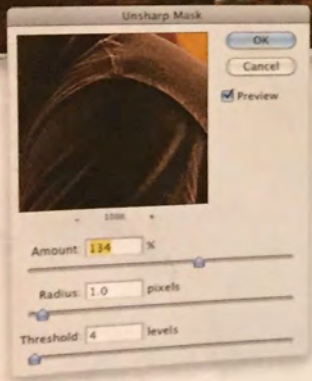 Unsharp Mask
OK
Cancel
Preview
- 100% +
Amount: 134 %
Radius: 1.0 pixels
Threshold: 4 levels